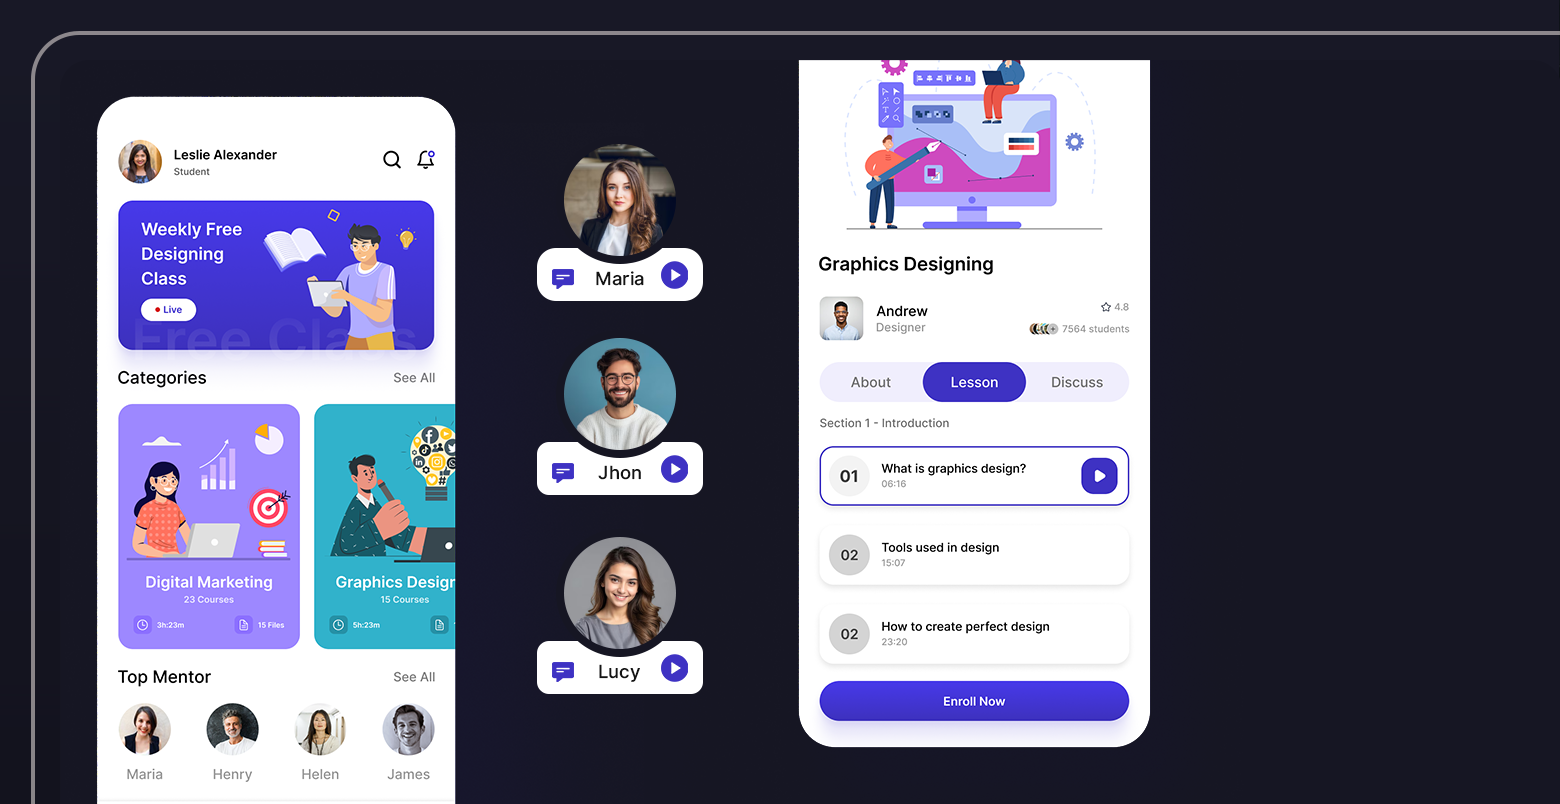 Leslie Alexander
Student
Weekly Free
Designing
Class
Live
Free Class
Categories
See All
Digital Marketing
23 Courses
3h:23m
15 Files
Graphics Design
15 Courses
5h:23m
Top Mentor
See All
Maria
Henry
Helen
James
Maria
Jhon
Lucy
Graphics Designing
Andrew
4.8
Designer
7564 students
About
Lesson
Discuss
Section 1 - Introduction
01
What is graphics design?
06:16
02
Tools used in design
15:07
02
How to create perfect design
23:20
Enroll Now